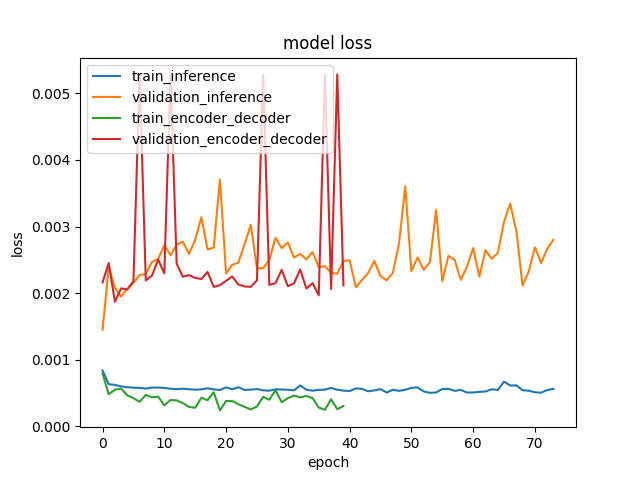 model loss
train_inference
validation_inference
train_encoder_decoder
validation_encoder_decoder
0.005
0.004
0.003
0.002
0.001
0.000
loss
0 10 20 30 40 50 60 70
epoch